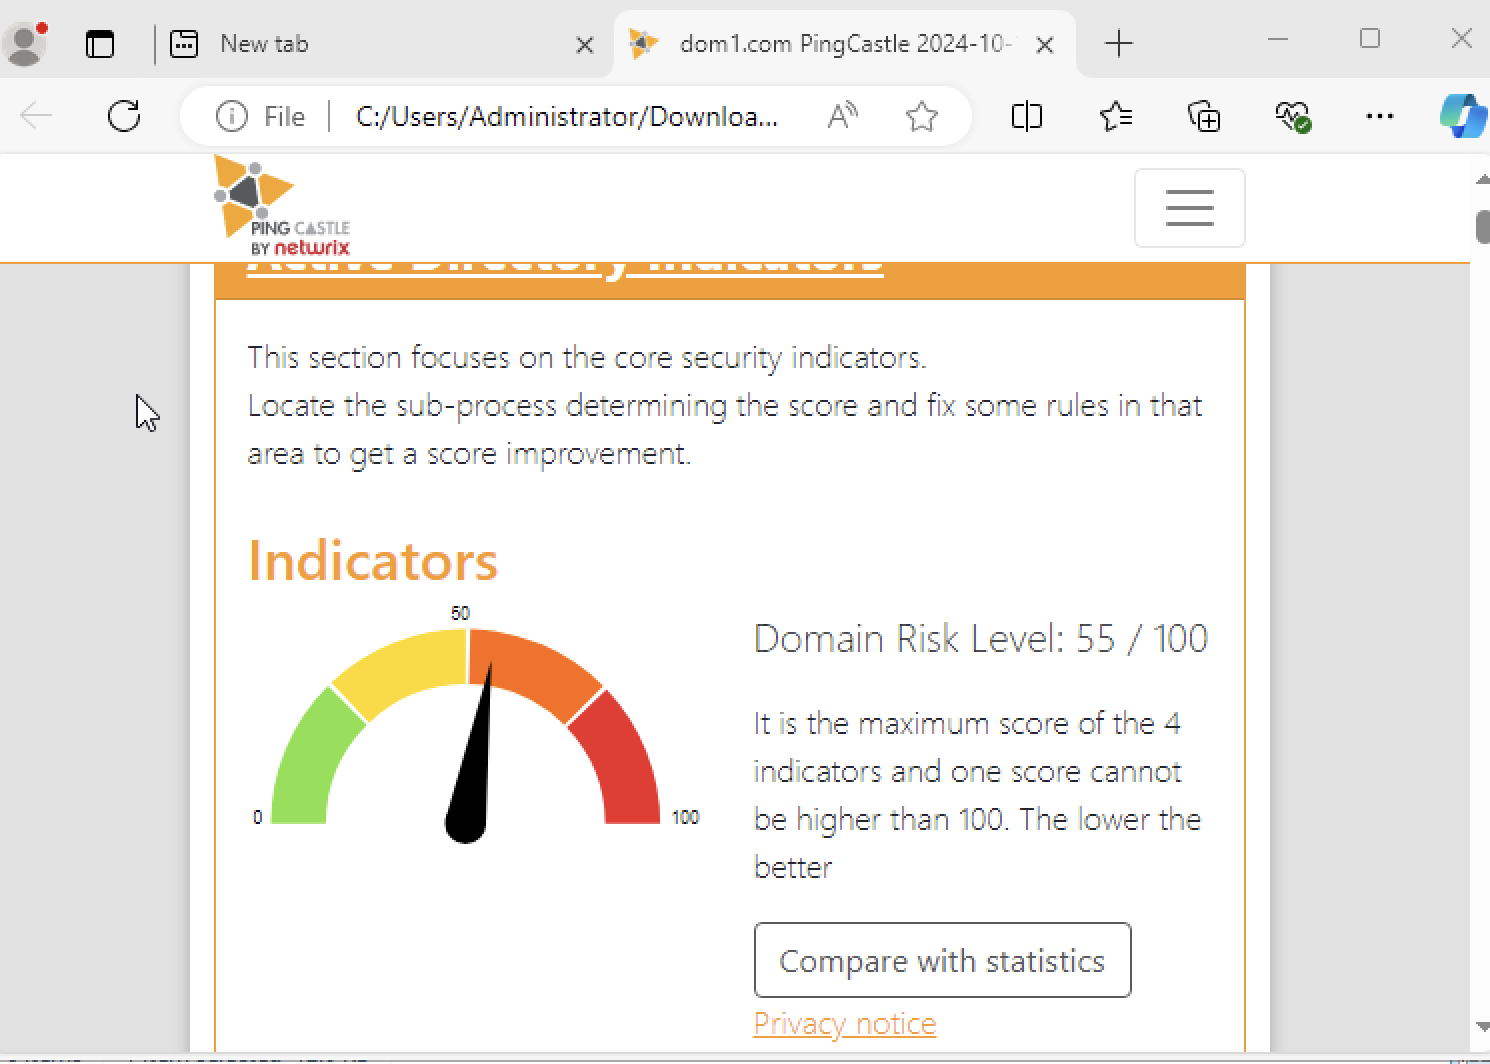 New tab
dom1.com PingCastle 2024-10-
File
C:/Users/Administrator/Downloa...
PING CASTLE
BY netwrix
Active Directory Indicators
This section focuses on the core security indicators.
Locate the sub-process determining the score and fix some rules in that
area to get a score improvement.
Indicators
50
0
100
Domain Risk Level: 55 / 100
It is the maximum score of the 4
indicators and one score cannot
be higher than 100. The lower the
better
Compare with statistics
Privacy notice